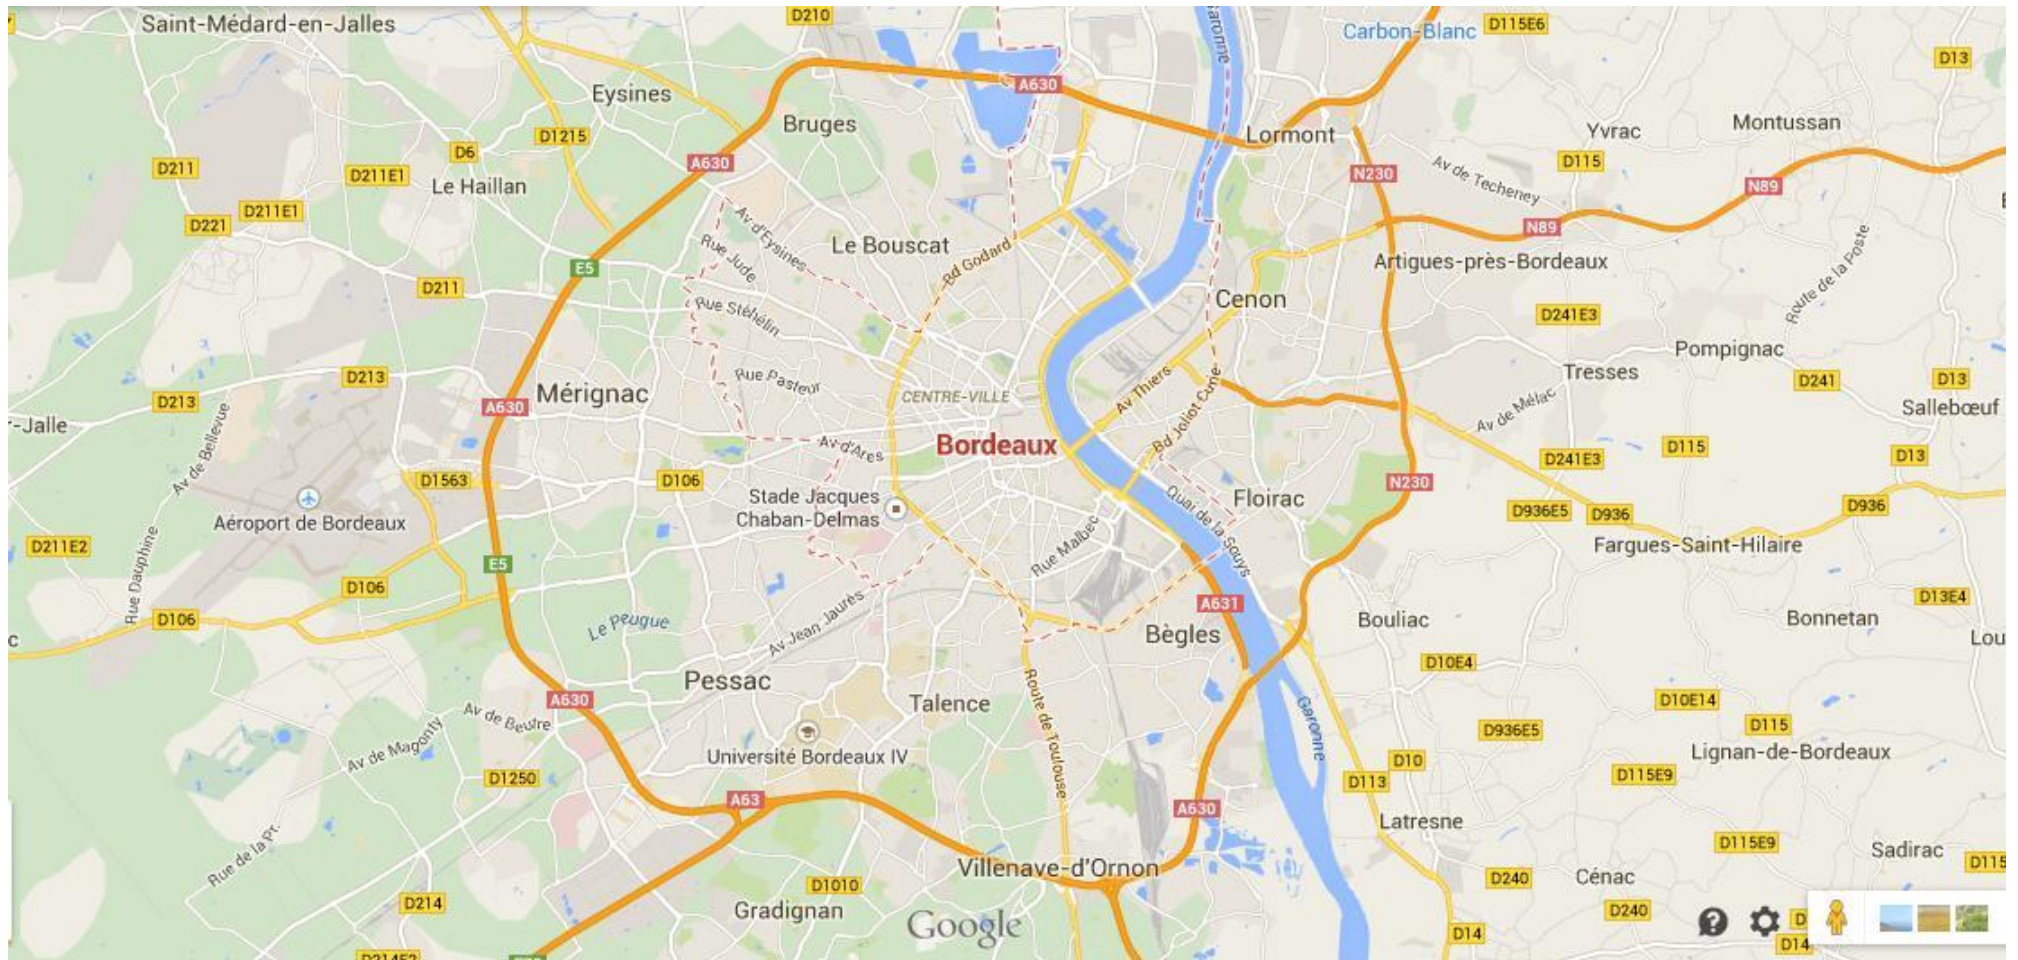 Saint-Médard-en-Jalles
D210
Garonne
Carbon-Blanc
D115E6
D13
Eysines
A630
Bruges
Lormont
Yvrac
Montussan
D1215
D6
A630
D211
D211E1
Le Haillan
N230
Av de Techeney
D115
N89
D211E1
D221
Av d'Eysines
Le Bouscat
Bd Godard
N89
Rue Jude
Artigues-près-Bordeaux
Route de la Poste
E5
D211
Rue Stéhélin
Cenon
D241E3
D213
Mérignac
Rue Pasteur
CENTRE-VILLE
Av Thiers
Bd Joliot-Curie
Pompignac
Tresses
D241
D13
D213
A630
Av de Mélac
Sallebœuf
r-Jalle
Av de Bellevue
Av d'Ares
Bordeaux
D241E3
D115
D13
D1563
D106
Stade Jacques
Chaban-Delmas
Floirac
N230
Quai de la Souys
D936E5
D936
D936
Aéroport de Bordeaux
D211E2
Rue Dauphine
Rue Malbec
Fargues-Saint-Hilaire
E5
D106
D106
Le Peugue
Av Jean Jaurès
A631
Bègles
Bouliac
D13E4
Bonnetan
Lou
c
D10E4
Pessac
Talence
Route de Toulouse
Garonne
D10E14
A630
Av de Beutre
Av de Magonty
Université Bordeaux IV
D936E5
D115
Lignan-de-Bordeaux
D1250
D10
D113
D115E9
A63
A630
Latresne
Rue de la Pr.
D115E9
Sadirac
Villenave-d'Ornon
D115
D1010
D240
Cénac
D214
Gradignan
Google
D240
D14
D
D14
D214E2